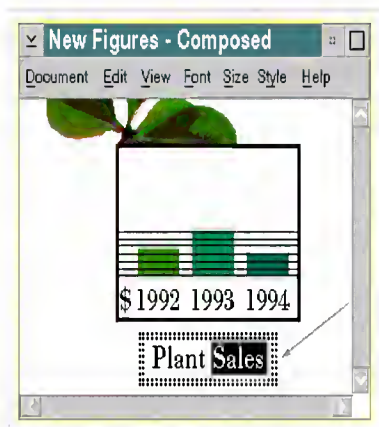 New Figures - Composed
Document Edit View Font Size Style Help
$ 1992 1993 1994
Plant Sales